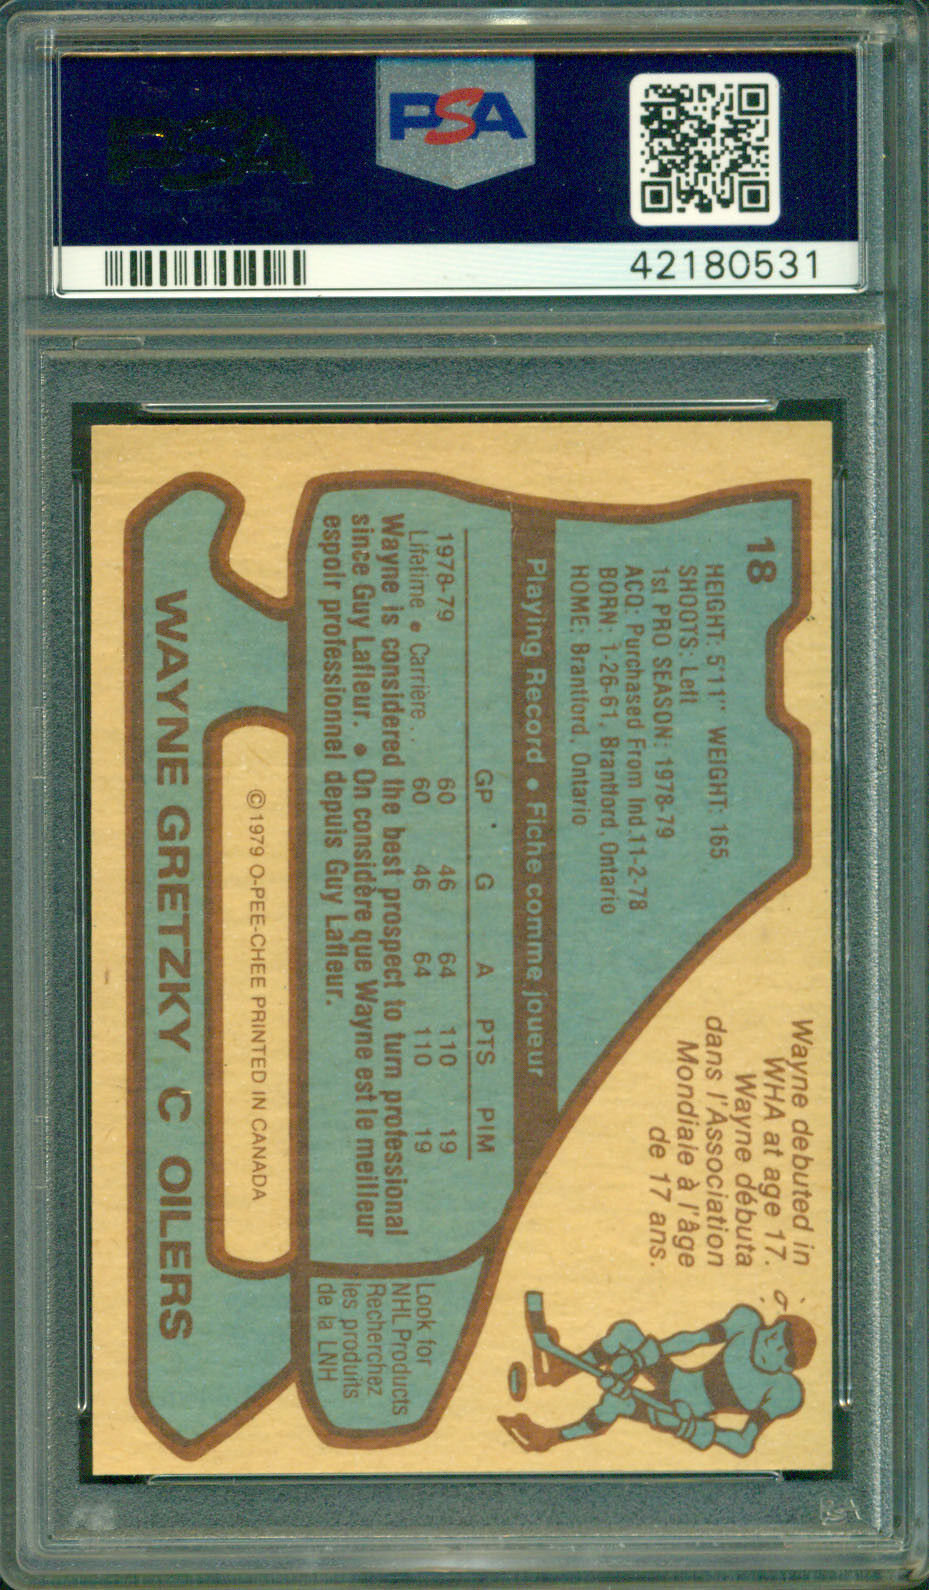 PSA
PSA
42180531
18
HEIGHT: 5'11" WEIGHT: 165
SHOOTS: Left
1st PRO SEASON: 1978-79
ACQ: Purchased From Ind. 11-2-78
BORN: 1-26-61, Brantford, Ontario
HOME: Brantford, Ontario
Wayne debuted in
WHA at age 17.
Wayne débuta
dans l'Association
Mondiale à l'âge
de 17 ans.
Playing Record • Fiche comme joueur
GP G A PTS PIM
1978-79 60 46 64 110 19
Lifetime • Carrière.. 60 46 64 110 19
Wayne is considered the best prospect to turn professional
since Guy Lafleur. • On considère que Wayne est le meilleur
espoir professionnel depuis Guy Lafleur.
Look for
NHL Products
Recherchez
les produits
de la LNH
©1979 O-PEE-CHEE PRINTED IN CANADA
WAYNE GRETZKY C OILERS
PSA